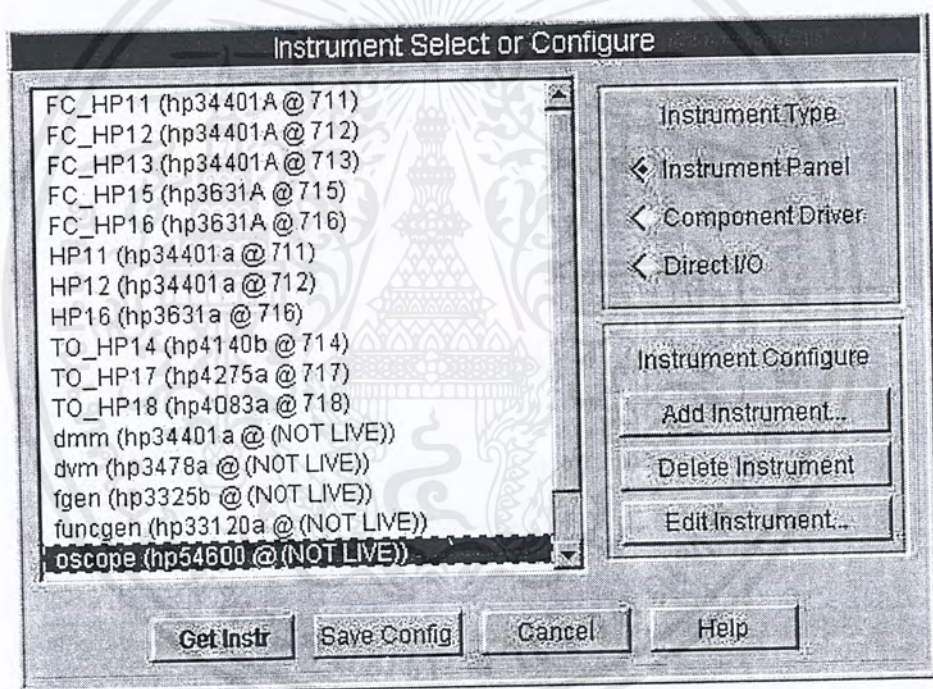 Instrument Select or Configure
FC_HP11 (hp34401A @ 711)
FC_HP12 (hp34401A @ 712)
FC_HP13 (hp34401A @ 713)
FC_HP15 (hp3631A @ 715)
FC_HP16 (hp3631A @ 716)
HP11 (hp34401a @ 711)
HP12 (hp34401a @ 712)
HP16 (hp3631a @ 716)
TO_HP14 (hp4140b @ 714)
TO_HP17 (hp4275a @ 717)
TO_HP18 (hp4083a @ 718)
dmm (hp34401a @ (NOT LIVE))
dvm (hp3478a @ (NOT LIVE))
fgen (hp3325b @ (NOT LIVE))
funcgen (hp33120a @ (NOT LIVE))
oscope (hp54600 @ (NOT LIVE))
Instrument Type
Instrument Panel
Component Driver
Direct I/O
Instrument Configure
Add Instrument...
Delete Instrument
Edit Instrument...
Get Instr
Save Config
Cancel
Help